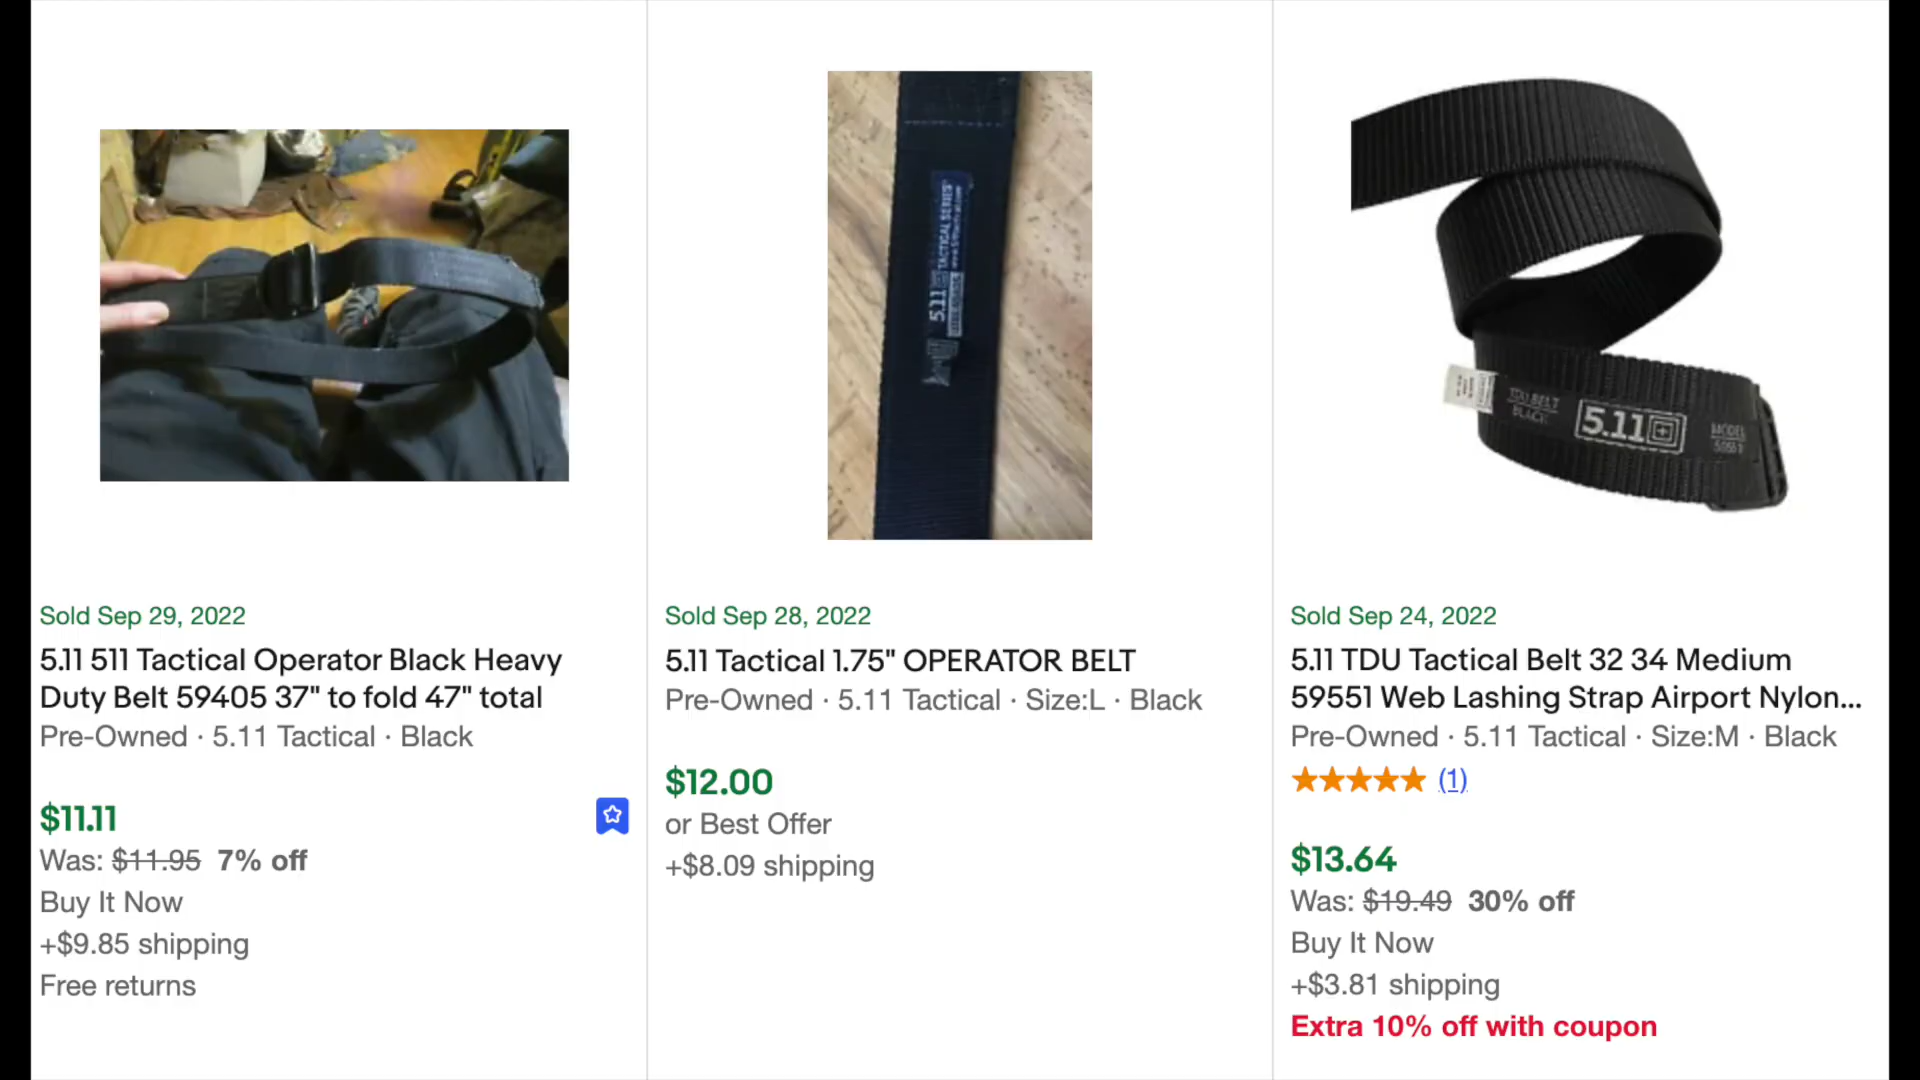 5.11
TACTICAL SERIES
TDU BELT
BLACK
5.11
MODEL
59551
Sold Sep 29, 2022
5.11 511 Tactical Operator Black Heavy
Duty Belt 59405 37" to fold 47" total
Pre-Owned · 5.11 Tactical · Black
$11.11
Was: $11.95 7% off
Buy It Now
+$9.85 shipping
Free returns
Sold Sep 28, 2022
5.11 Tactical 1.75" OPERATOR BELT
Pre-Owned · 5.11 Tactical · Size:L · Black
$12.00
or Best Offer
+$8.09 shipping
Sold Sep 24, 2022
5.11 TDU Tactical Belt 32 34 Medium
59551 Web Lashing Strap Airport Nylon...
Pre-Owned · 5.11 Tactical · Size:M · Black
(1)
$13.64
Was: $19.49 30% off
Buy It Now
+$3.81 shipping
Extra 10% off with coupon